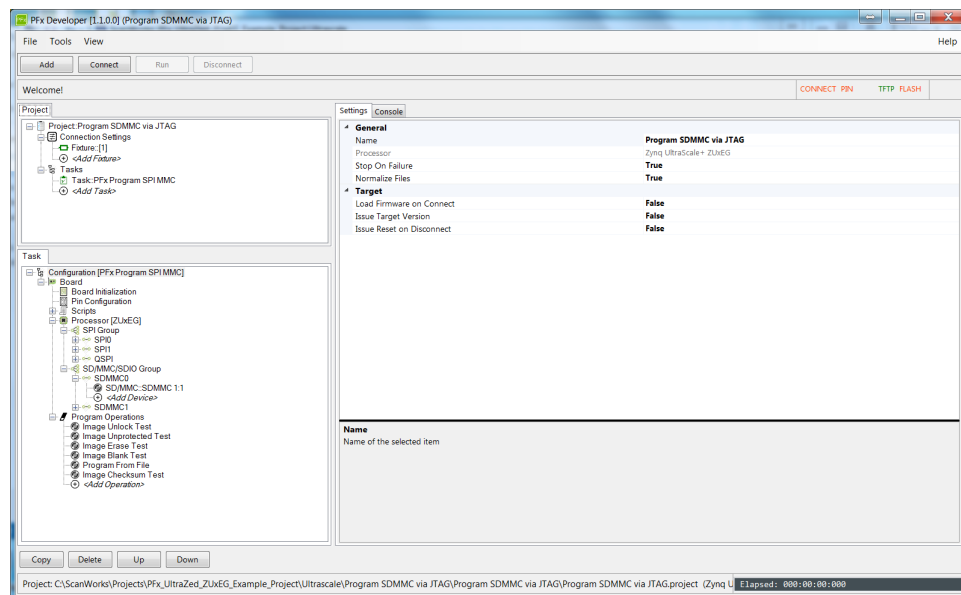 PFx Developer [1.1.0.0] (Program SDMMC via JTAG)
File Tools View Help
Add Connect Run Disconnect
Welcome! CONNECT PIN TFTP FLASH
Project
Project:Program SDMMC via JTAG
Connection Settings
Fixture::[1]
<Add Fixture>
Tasks
Task:PFx Program SPI MMC
<Add Task>
Settings Console
General
Name Program SDMMC via JTAG
Processor Zynq UltraScale+ ZUxEG
Stop On Failure True
Normalize Files True
Target
Load Firmware on Connect False
Issue Target Version False
Issue Reset on Disconnect False
Task
Configuration [PFx Program SPI MMC]
Board
Board Initialization
Pin Configuration
Scripts
Processor [ZUxEG]
SPI Group
SPI0
SPI1
QSPI
SD/MMC/SDIO Group
SDMMC0
SD/MMC::SDMMC 1:1
<Add Device>
SDMMC1
Program Operations
Image Unlock Test
Image Unprotected Test
Image Erase Test
Image Blank Test
Program From File
Image Checksum Test
<Add Operation>
Name
Name of the selected item
Copy Delete Up Down
Project: C:\ScanWorks\Projects\PFx_UltraZed_ZUxEG_Example_Project\Ultrascale\Program SDMMC via JTAG\Program SDMMC via JTAG\Program SDMMC via JTAG.project (Zynq U Elapsed: 000:00:00:000